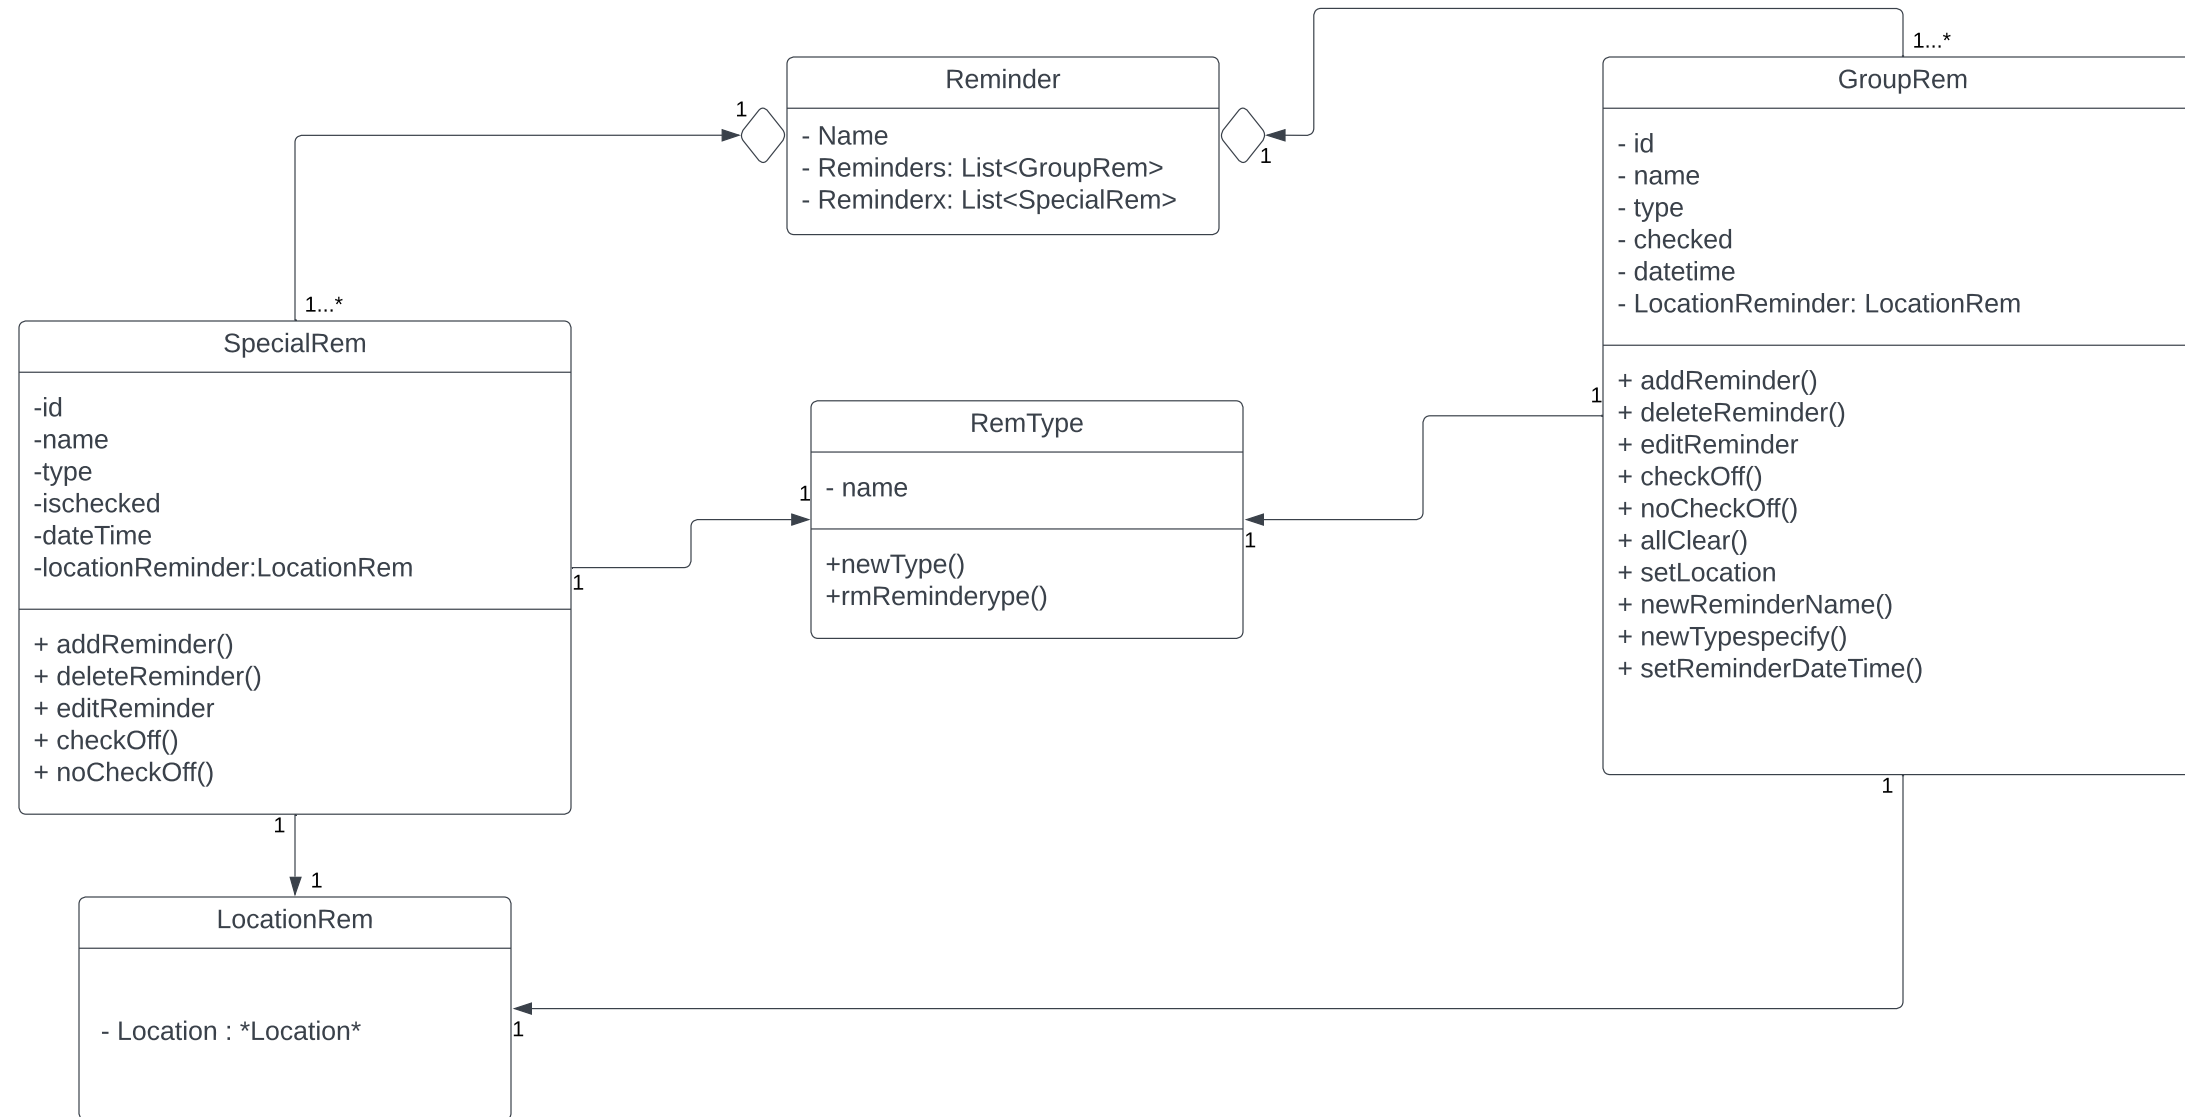 1...*
Reminder
- Name
- Reminders: List<GroupRem>
- Reminderx: List<SpecialRem>
1
1
GroupRem
- id
- name
- type
- checked
- datetime
- LocationReminder: LocationRem
+ addReminder()
+ deleteReminder()
+ editReminder
+ checkOff()
+ noCheckOff()
+ allClear()
+ setLocation
+ newReminderName()
+ newTypespecify()
+ setReminderDateTime()
1
1
1...*
SpecialRem
-id
-name
-type
-ischecked
-dateTime
-locationReminder:LocationRem
+ addReminder()
+ deleteReminder()
+ editReminder
+ checkOff()
+ noCheckOff()
1
1
RemType
- name
+newType()
+rmReminderype()
1
1
1
LocationRem
- Location : *Location*
1